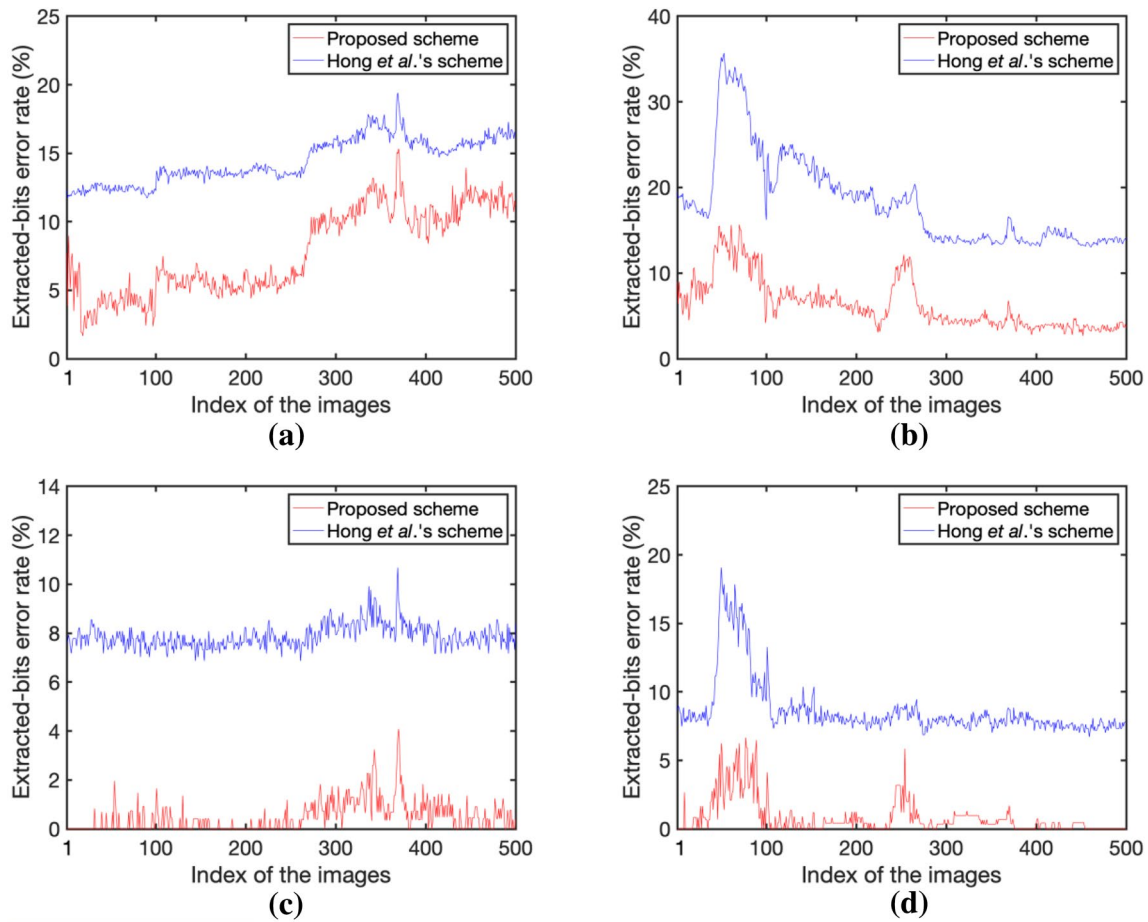 25
20
15
10
5
0
Extracted-bits error rate (%)
Proposed scheme
Hong et al.'s scheme
1 100 200 300 400 500
Index of the images
(a)
40
30
20
10
0
Extracted-bits error rate (%)
Proposed scheme
Hong et al.'s scheme
1 100 200 300 400 500
Index of the images
(b)
14
12
10
8
6
4
2
0
Extracted-bits error rate (%)
Proposed scheme
Hong et al.'s scheme
1 100 200 300 400 500
Index of the images
(c)
25
20
15
10
5
0
Extracted-bits error rate (%)
Proposed scheme
Hong et al.'s scheme
1 100 200 300 400 500
Index of the images
(d)